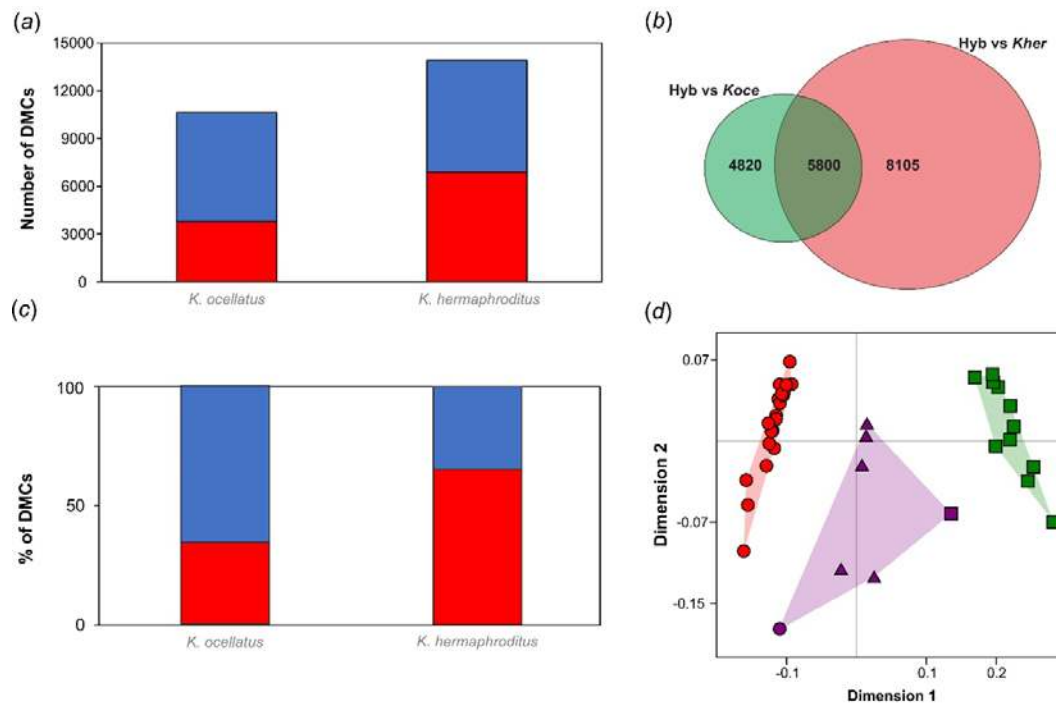 (a)
15000
12000
9000
6000
3000
0
Number of DMCs
K. ocellatus
K. hermaphroditus
(b)
Hyb vs Kher
Hyb vs Koce
4820
5800
8105
(c)
100
50
0
% of DMCs
K. ocellatus
K. hermaphroditus
(d)
0.07
-0.07
-0.15
Dimension 2
-0.1
0.1
0.2
Dimension 1